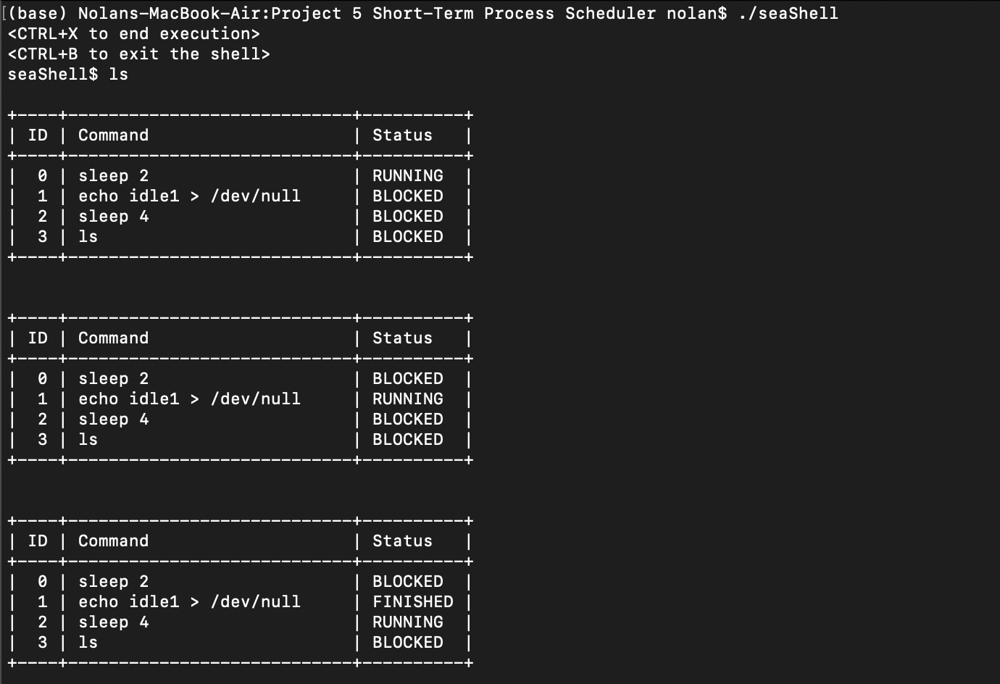 [(base) Nolans-MacBook-Air:Project 5 Short-Term Process Scheduler nolan$ ./seaShell
<CTRL+X to end execution>
<CTRL+B to exit the shell>
seaShell$ ls

+----+----------------------------+----------+
| ID | Command                    | Status   |
+----+----------------------------+----------+
|  0 | sleep 2                    | RUNNING  |
|  1 | echo idle1 > /dev/null     | BLOCKED  |
|  2 | sleep 4                    | BLOCKED  |
|  3 | ls                         | BLOCKED  |
+----+----------------------------+----------+

+----+----------------------------+----------+
| ID | Command                    | Status   |
+----+----------------------------+----------+
|  0 | sleep 2                    | BLOCKED  |
|  1 | echo idle1 > /dev/null     | RUNNING  |
|  2 | sleep 4                    | BLOCKED  |
|  3 | ls                         | BLOCKED  |
+----+----------------------------+----------+

+----+----------------------------+----------+
| ID | Command                    | Status   |
+----+----------------------------+----------+
|  0 | sleep 2                    | BLOCKED  |
|  1 | echo idle1 > /dev/null     | FINISHED |
|  2 | sleep 4                    | RUNNING  |
|  3 | ls                         | BLOCKED  |
+----+----------------------------+----------+